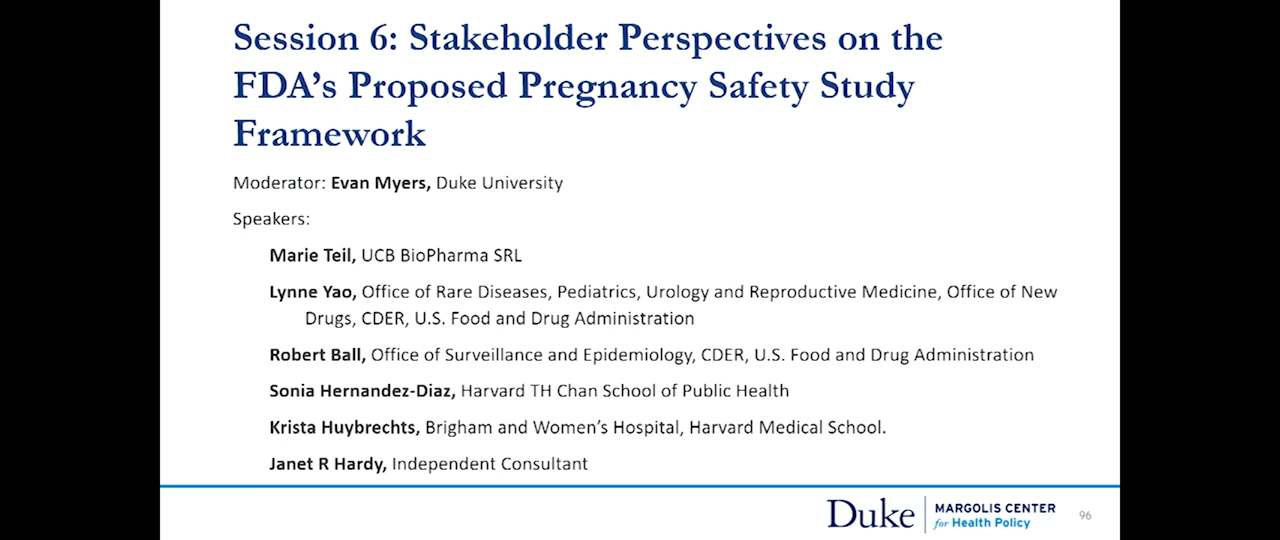 Session 6: Stakeholder Perspectives on the
FDA's Proposed Pregnancy Safety Study
Framework
Moderator: Evan Myers, Duke University
Speakers:
Marie Teil, UCB BioPharma SRL
Lynne Yao, Office of Rare Diseases, Pediatrics, Urology and Reproductive Medicine, Office of New
Drugs, CDER, U.S. Food and Drug Administration
Robert Ball, Office of Surveillance and Epidemiology, CDER, U.S. Food and Drug Administration
Sonia Hernandez-Diaz, Harvard TH Chan School of Public Health
Krista Huybrechts, Brigham and Women's Hospital, Harvard Medical School.
Janet R Hardy, Independent Consultant
Duke MARGOLIS CENTER
for Health Policy
96